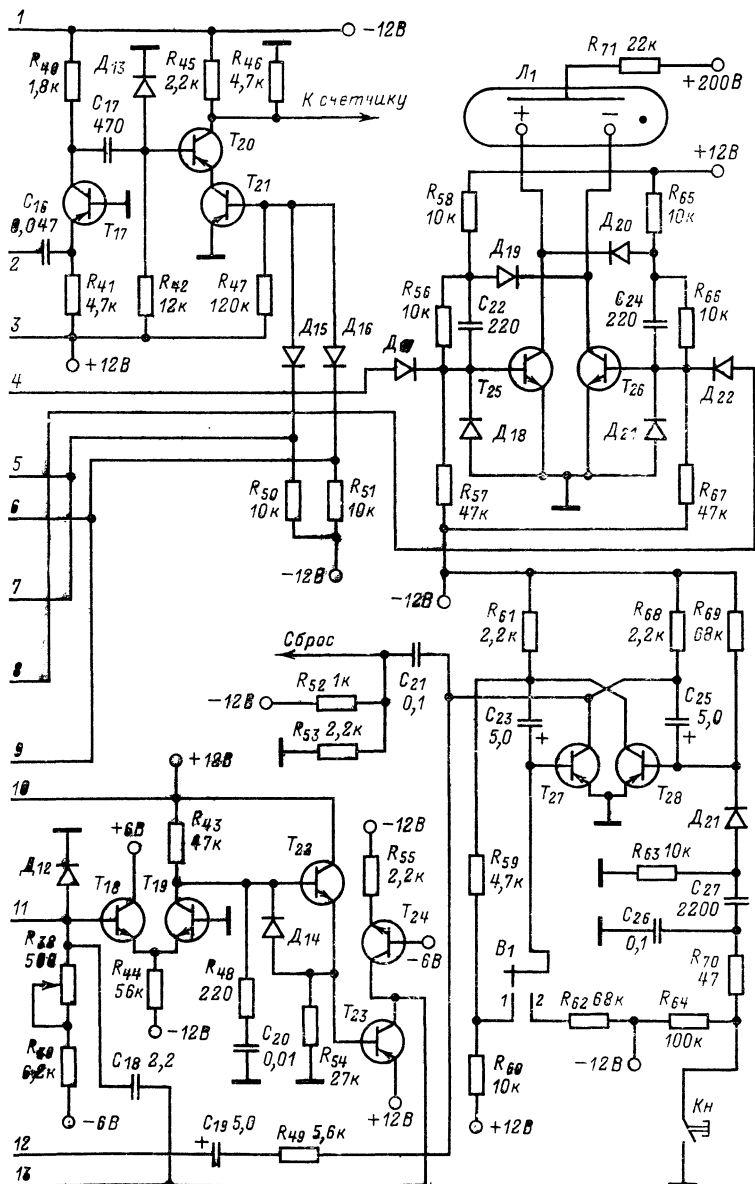 1
-12В
R40
1,8к
Д13
R45
2,2к
R46
4,7к
C17
470
К счетчику
T20
T21
T17
C16
0,047
2
R41
4,7к
R42
12к
R47
120к
Д15
Д16
3
+12В
4
5
6
7
8
9
R50
10к
R51
10к
-12В
R71
22к
+200В
Л1
+
−
+12В
R58
10к
R65
10к
Д20
Д19
R56
10к
C22
220
C24
220
R66
10к
T25
T26
Д22
Д18
Д21
R57
47к
R67
47к
-12В
R61
2,2к
R68
2,2к
R69
68к
Сброс
C21
0,1
R52 1к
-12В
R53 2,2к
C23
5,0
+
C25
5,0
+
T27
T28
Д21
+12В
10
R43
47к
+6В
Д12
T18
T19
T22
-12В
R55
2,2к
T24
-6В
11
Д14
R44
56к
-12В
R48
220
C20
0,01
R54
27к
T23
+12В
C18 2,2
-6В
R59
4,7к
R63 10к
C27
2200
C26
0,1
R70
47
В1
1
2
R62 68к
R64
100к
-12В
R60
10к
+12В
Кн
12
+
C19 5,0
R49 5,6к
13